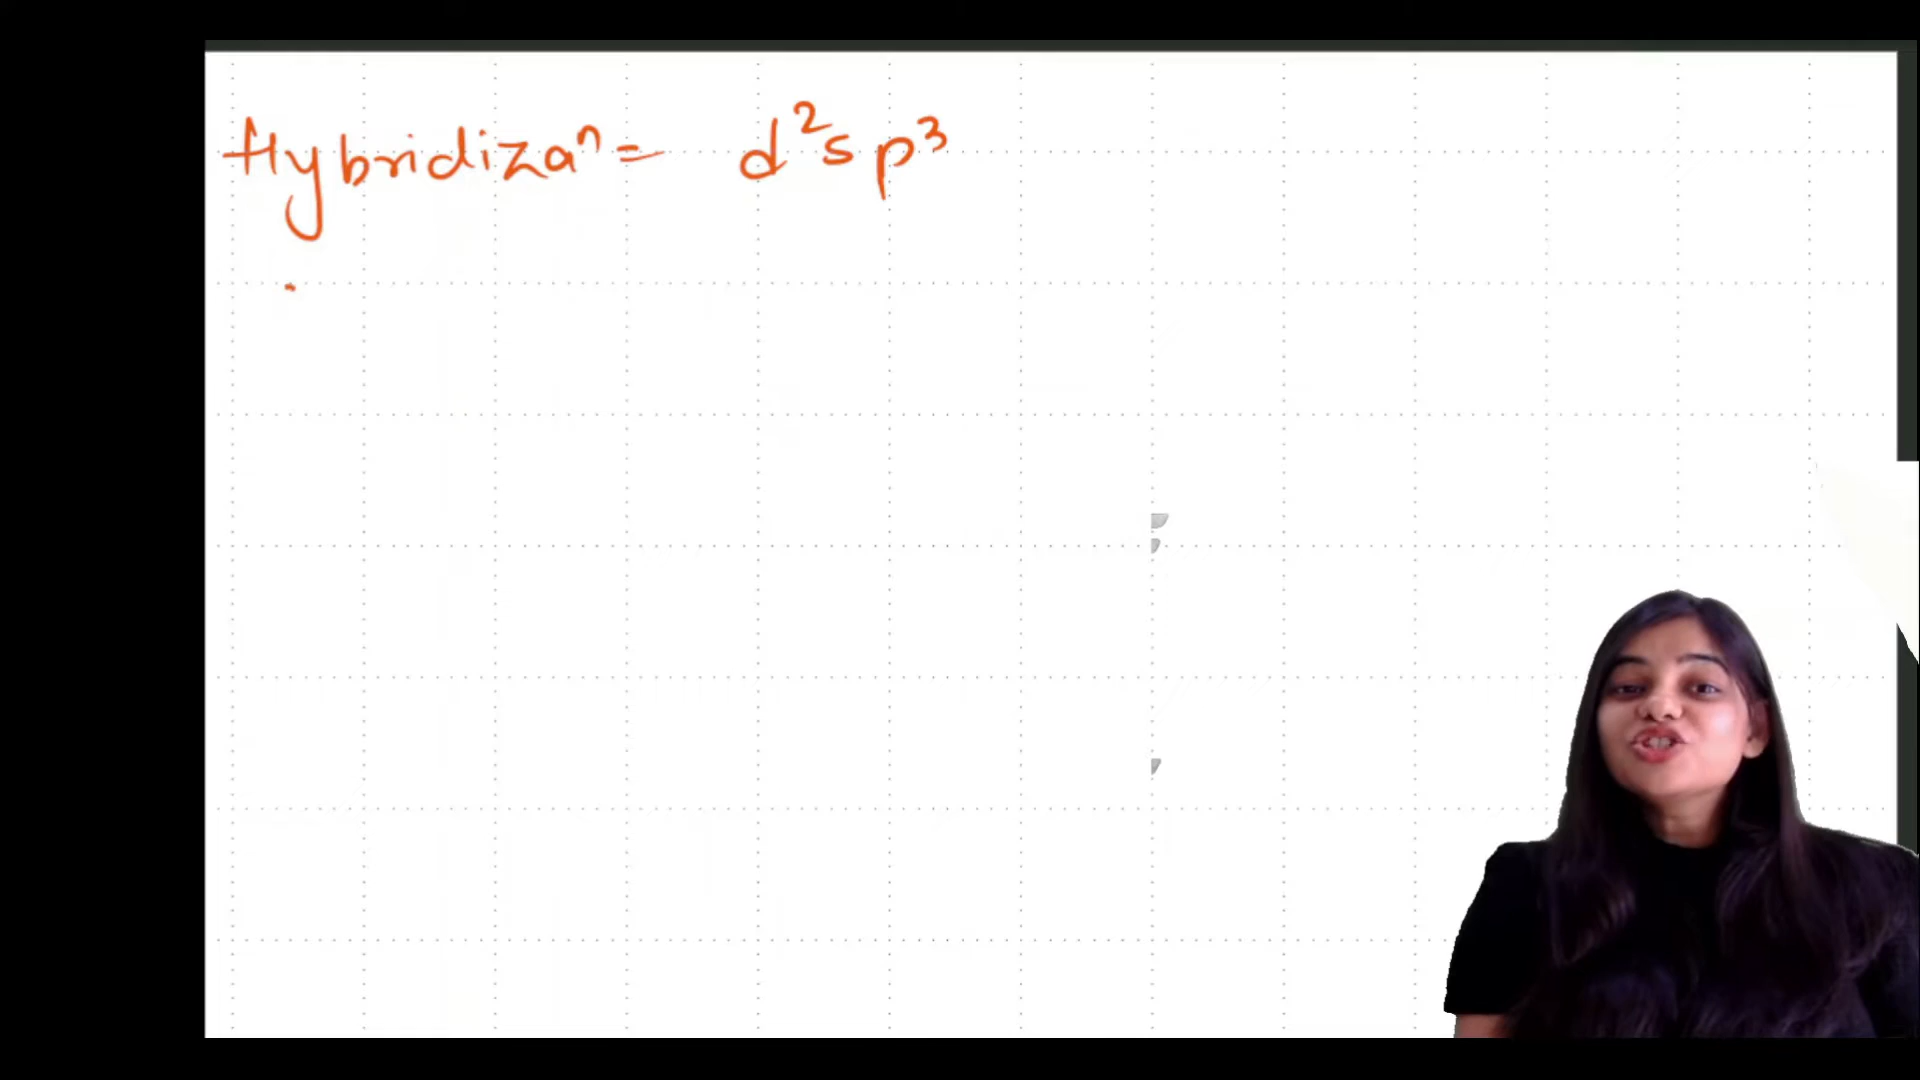 Hybridizaⁿ = d²sp³